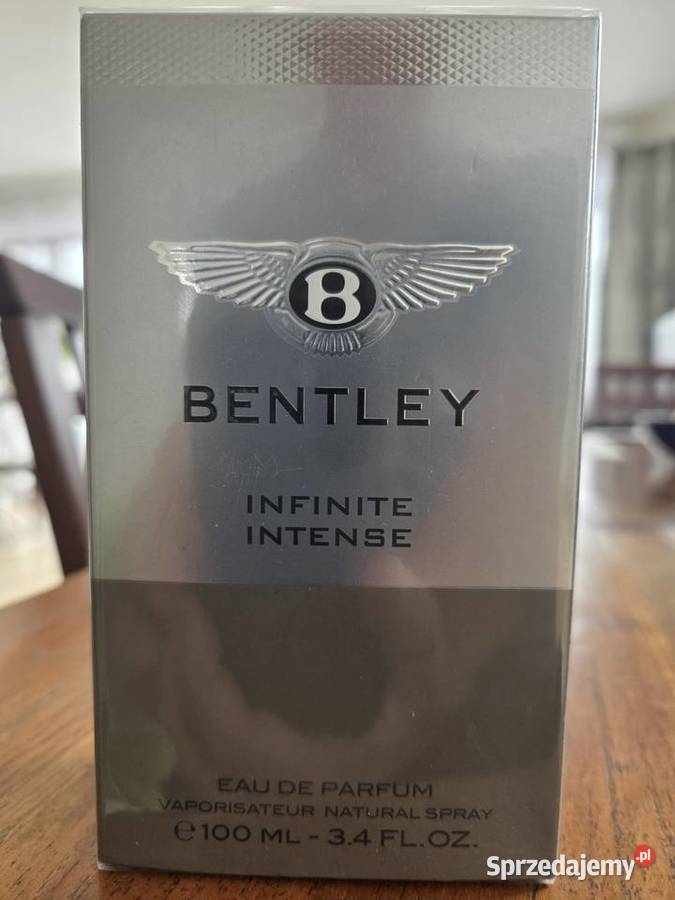 B
BENTLEY
INFINITE
INTENSE
EAU DE PARFUM
VAPORISATEUR NATURAL SPRAY
℮100 ML - 3.4 FL.OZ.
Sprzedajemy.pl